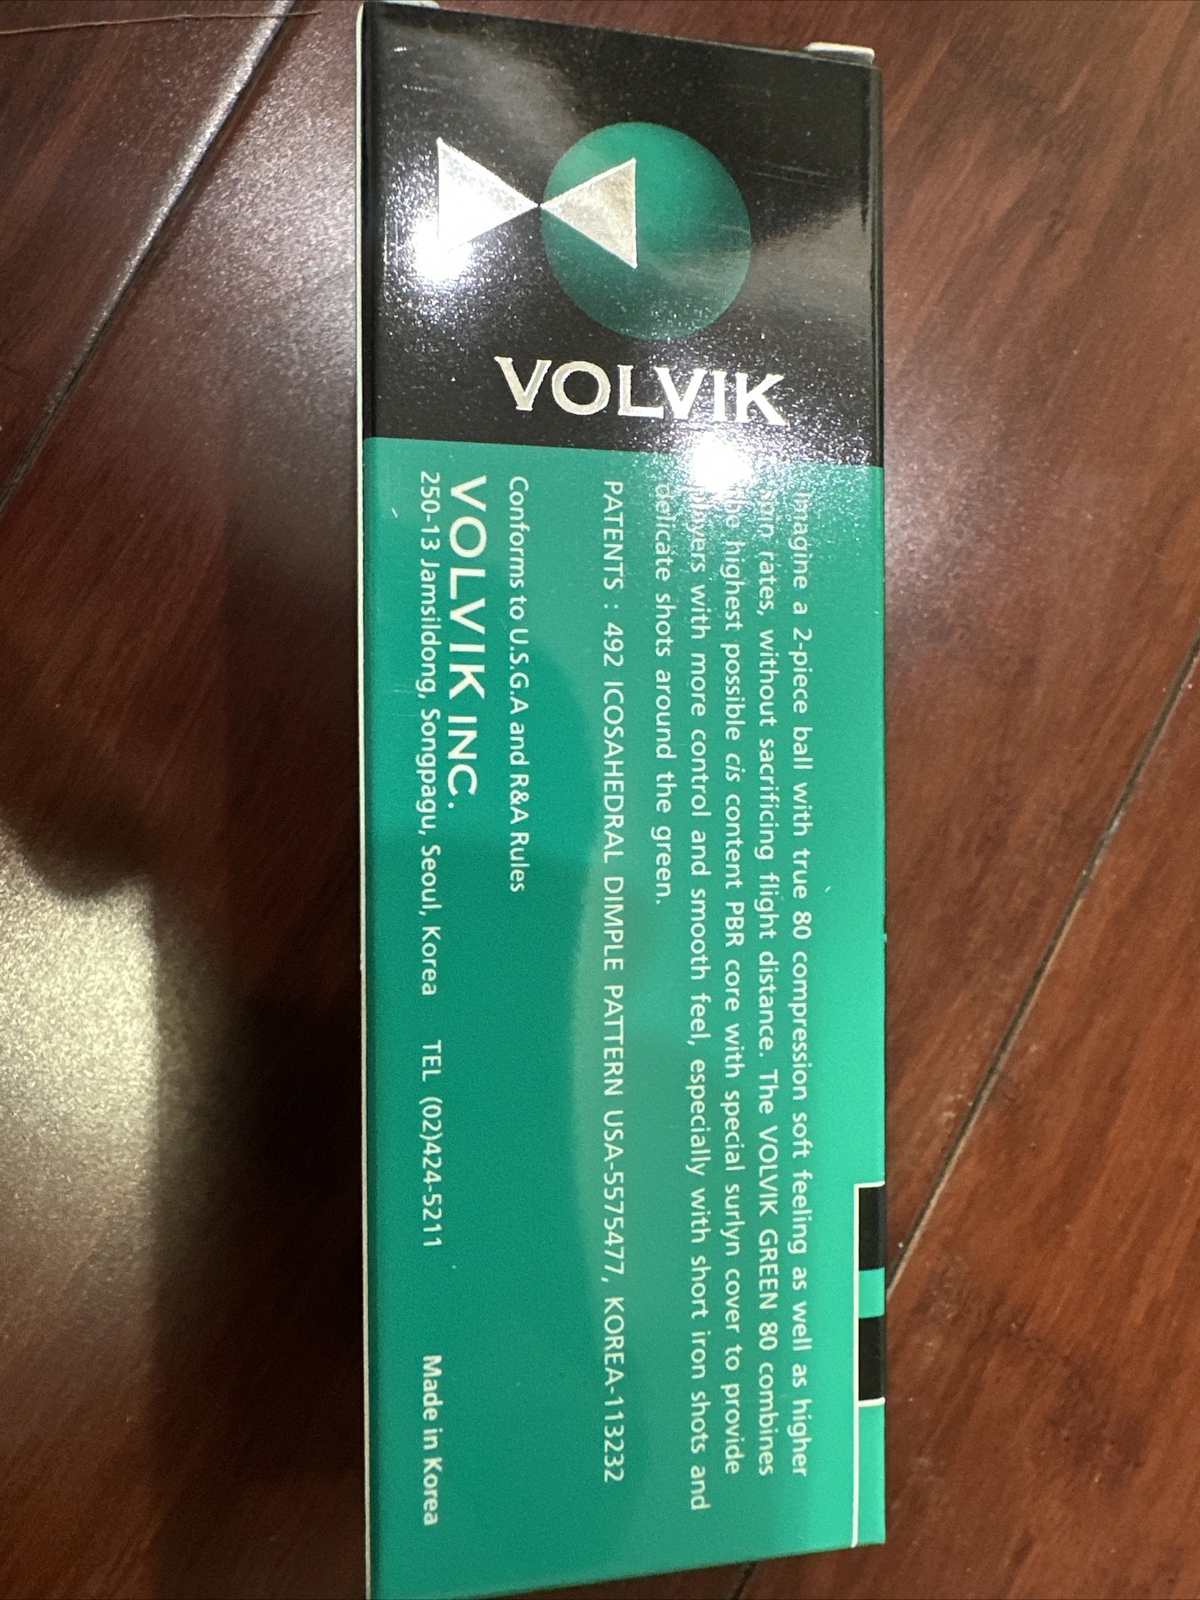 VOLVIK
Imagine a 2-piece ball with true 80 compression soft feeling as well as higher
spin rates, without sacrificing flight distance. The VOLVIK GREEN 80 combines
the highest possible cis content PBR core with special surlyn cover to provide
players with more control and smooth feel, especially with short iron shots and
delicate shots around the green.
PATENTS : 492 ICOSAHEDRAL DIMPLE PATTERN USA-5575477, KOREA-113232
Conforms to U.S.G.A and R&A Rules
VOLVIK INC.
250-13 Jamsildong, Songpagu, Seoul, Korea TEL (02)424-5211 Made in Korea